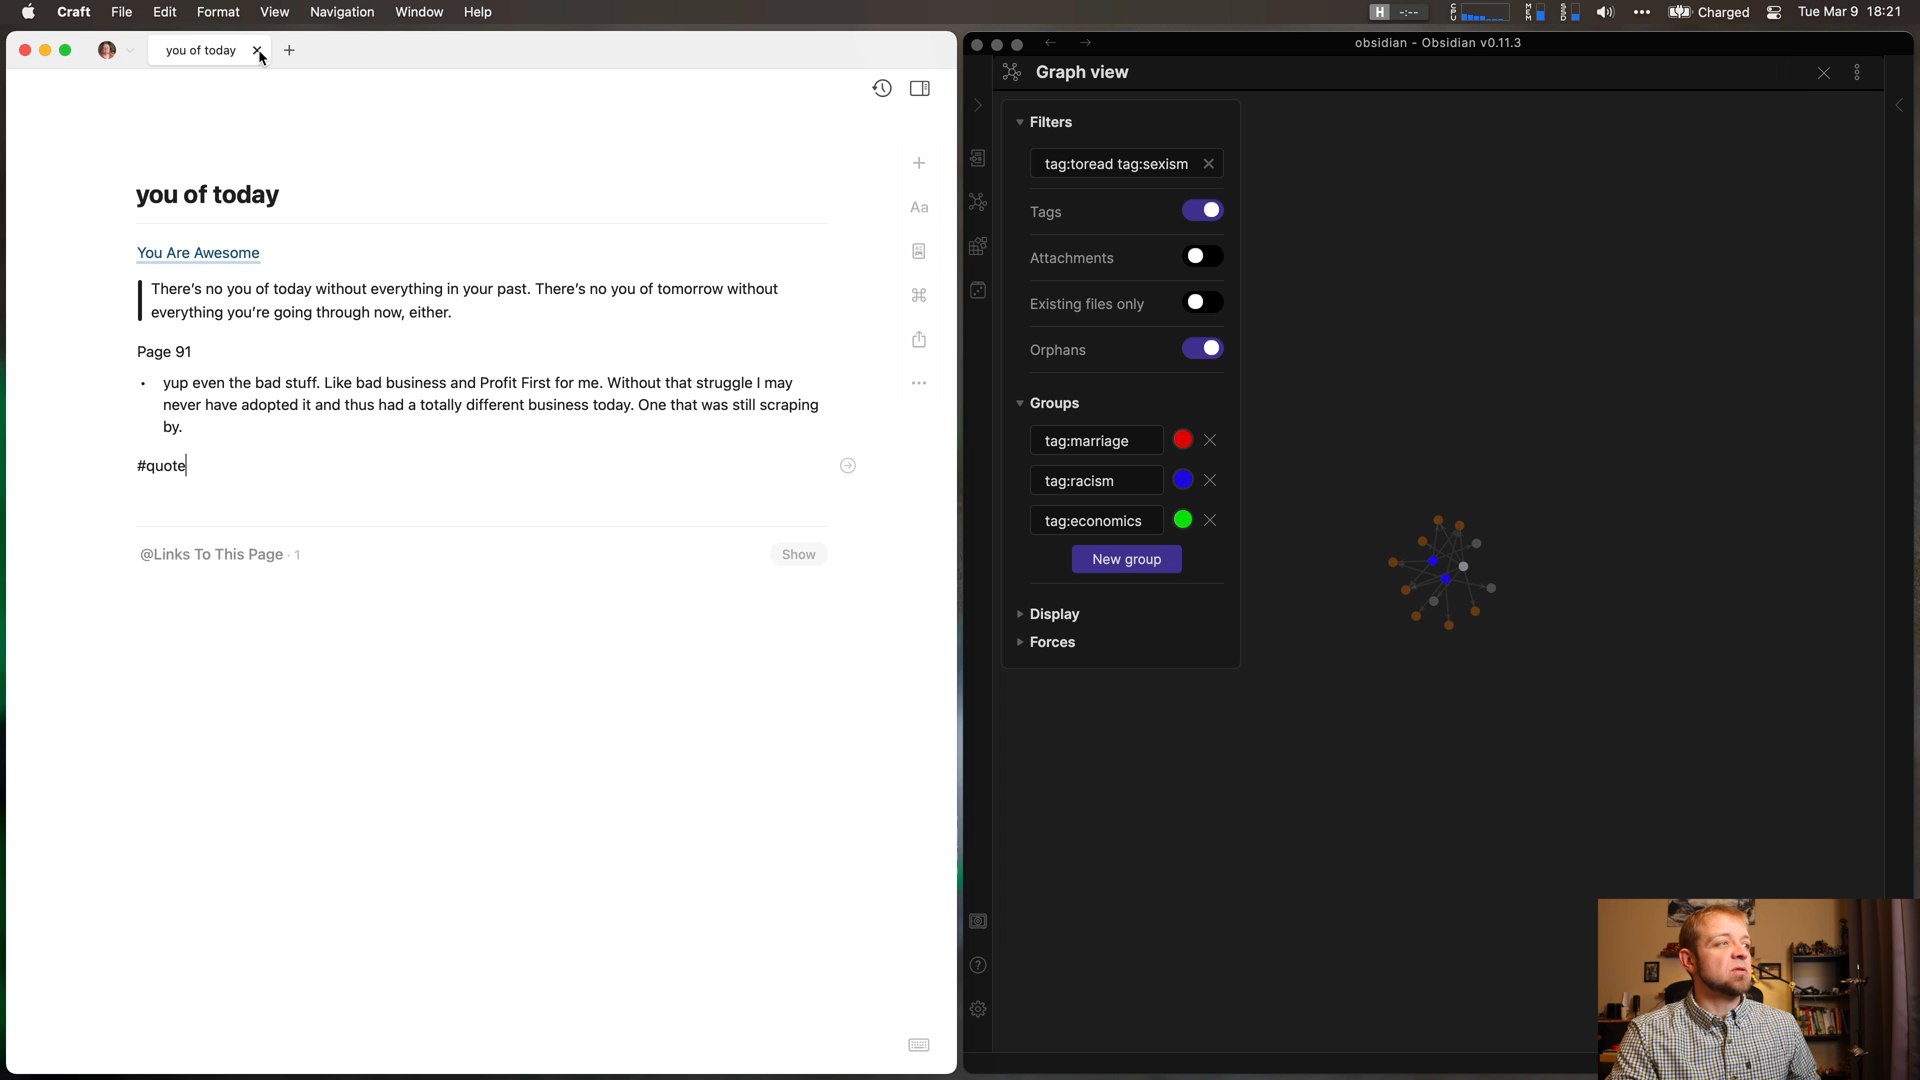 Craft File Edit Format View Navigation Window Help
H -:-- CPU MEM SSD Charged Tue Mar 9 18:21
you of today
you of today
You Are Awesome
There's no you of today without everything in your past. There's no you of tomorrow without
everything you're going through now, either.
Page 91
• yup even the bad stuff. Like bad business and Profit First for me. Without that struggle I may
never have adopted it and thus had a totally different business today. One that was still scraping
by.
#quote
@Links To This Page · 1
Show
Aa
obsidian - Obsidian v0.11.3
Graph view
Filters
tag:toread tag:sexism
Tags
Attachments
Existing files only
Orphans
Groups
tag:marriage
tag:racism
tag:economics
New group
Display
Forces